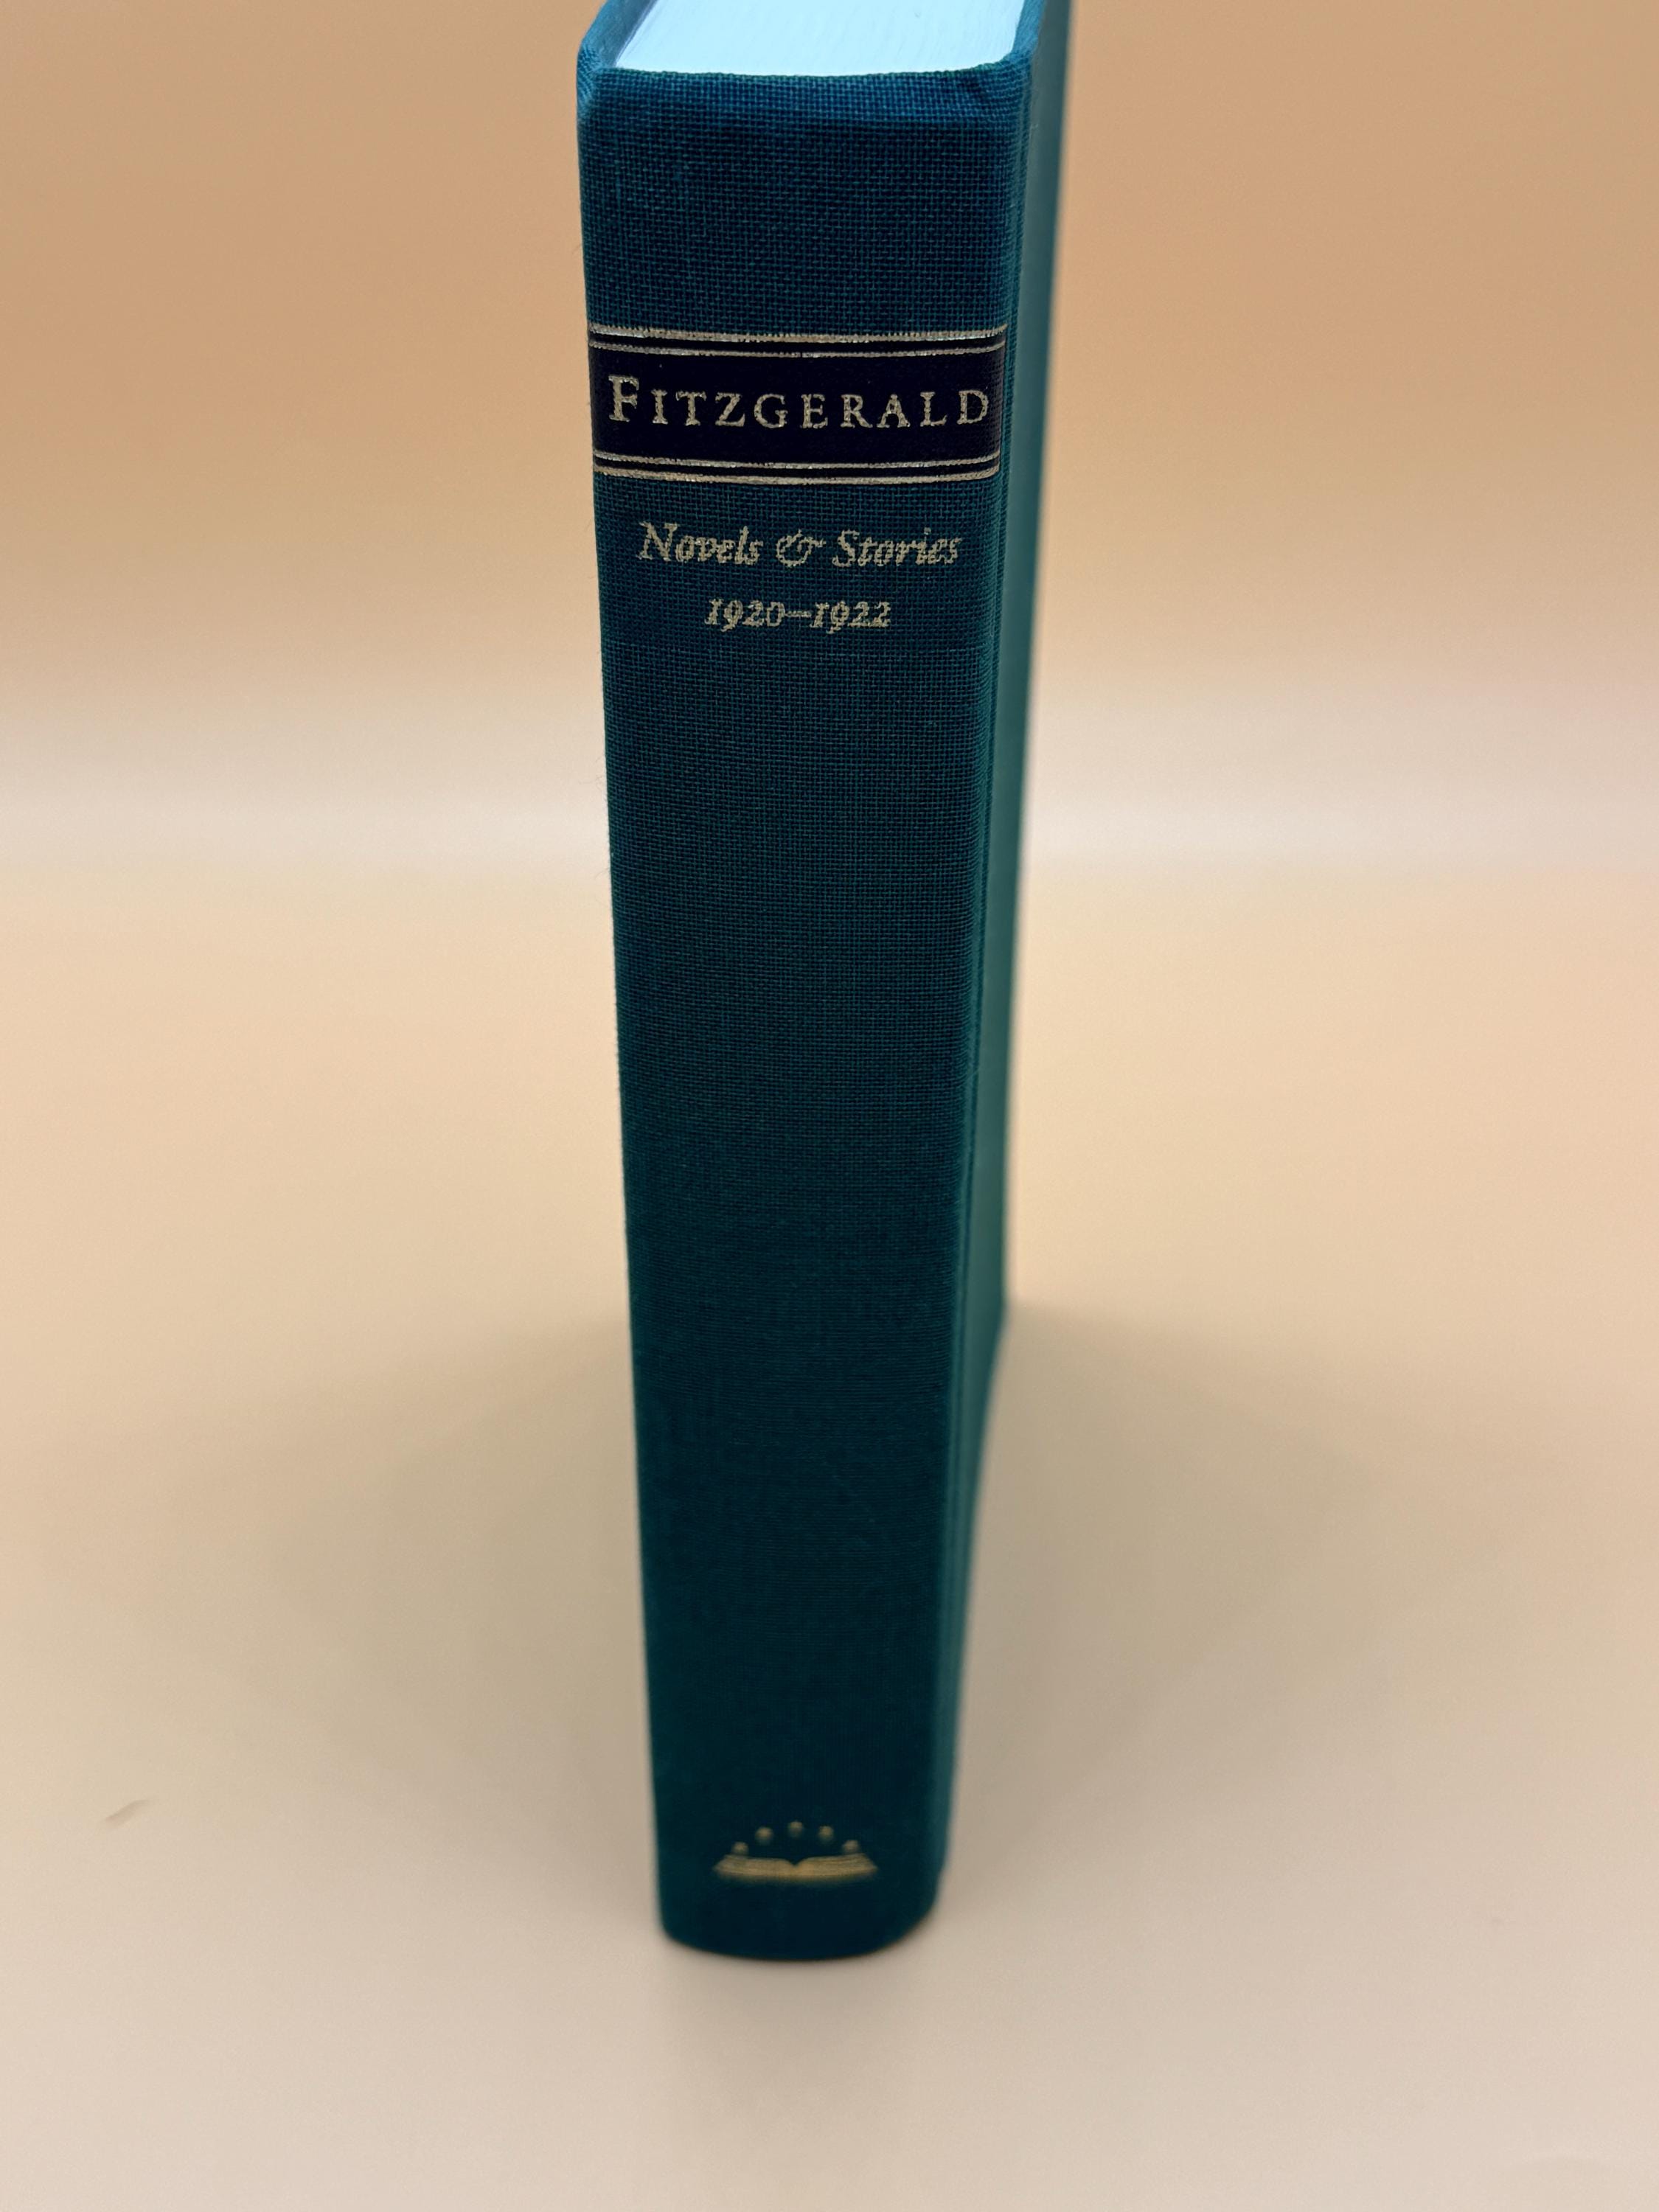 FITZGERALD
Novels & Stories
1920–1922